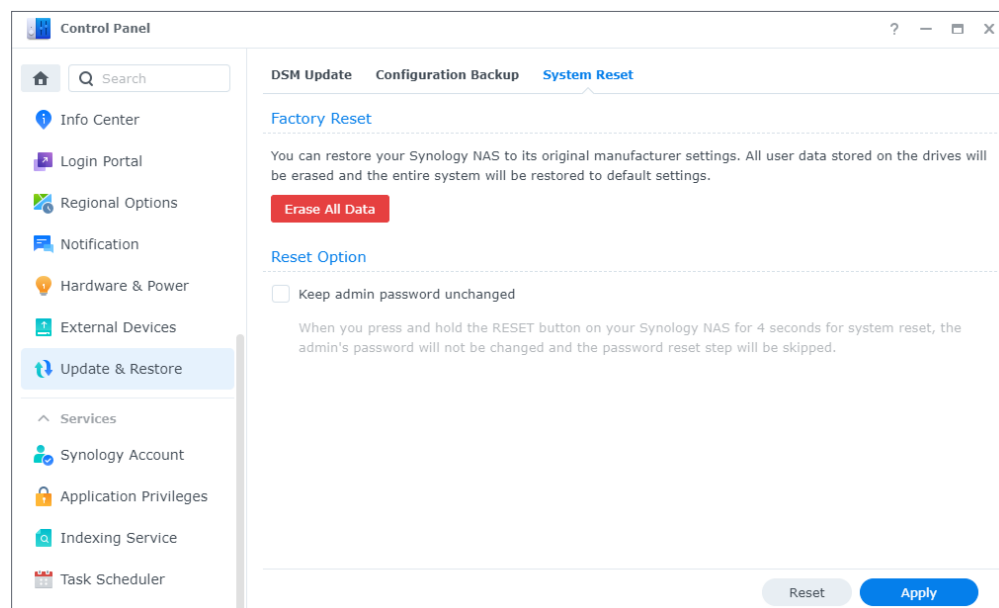 Control Panel
?
Search
DSM Update Configuration Backup System Reset
Info Center
Login Portal
Regional Options
Notification
Hardware & Power
External Devices
Update & Restore
Services
Synology Account
Application Privileges
Indexing Service
Task Scheduler
Factory Reset
You can restore your Synology NAS to its original manufacturer settings. All user data stored on the drives will
be erased and the entire system will be restored to default settings.
Erase All Data
Reset Option
Keep admin password unchanged
When you press and hold the RESET button on your Synology NAS for 4 seconds for system reset, the
admin's password will not be changed and the password reset step will be skipped.
Reset
Apply